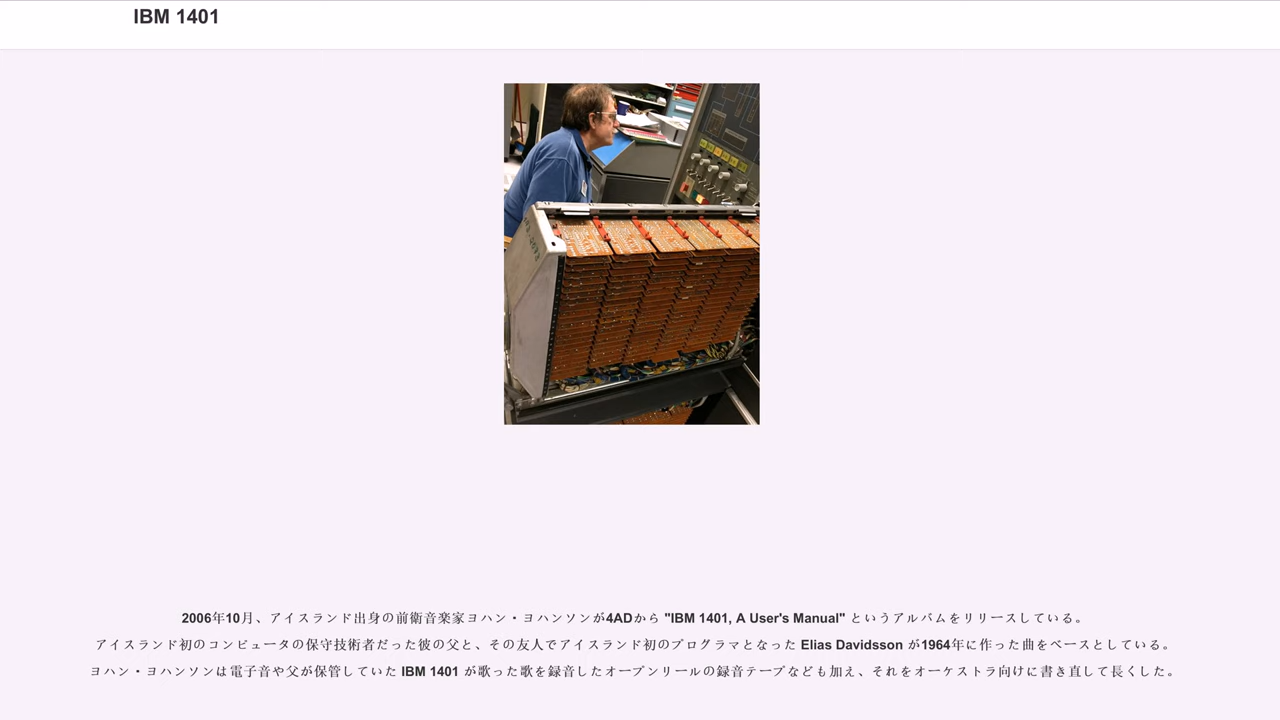 IBM 1401
2006年10月、アイスランド出身の前衛音楽家ヨハン・ヨハンソンが4ADから "IBM 1401, A User's Manual" というアルバムをリリースしている。
アイスランド初のコンピュータの保守技術者だった彼の父と、その友人でアイスランド初のプログラマとなった Elias Davidsson が1964年に作った曲をベースとしている。
ヨハン・ヨハンソンは電子音や父が保管していた IBM 1401 が歌った歌を録音したオープンリールの録音テープなども加え、それをオーケストラ向けに書き直して長くした。